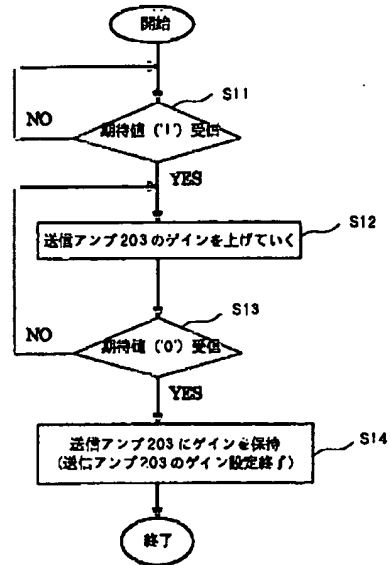 開始
S11
期待値('1')受信
NO
YES
S12
送信アンプ203のゲインを上げていく
S13
期待値('0')受信
NO
YES
S14
送信アンプ203にゲインを保持
(送信アンプ203のゲイン設定終了)
終了